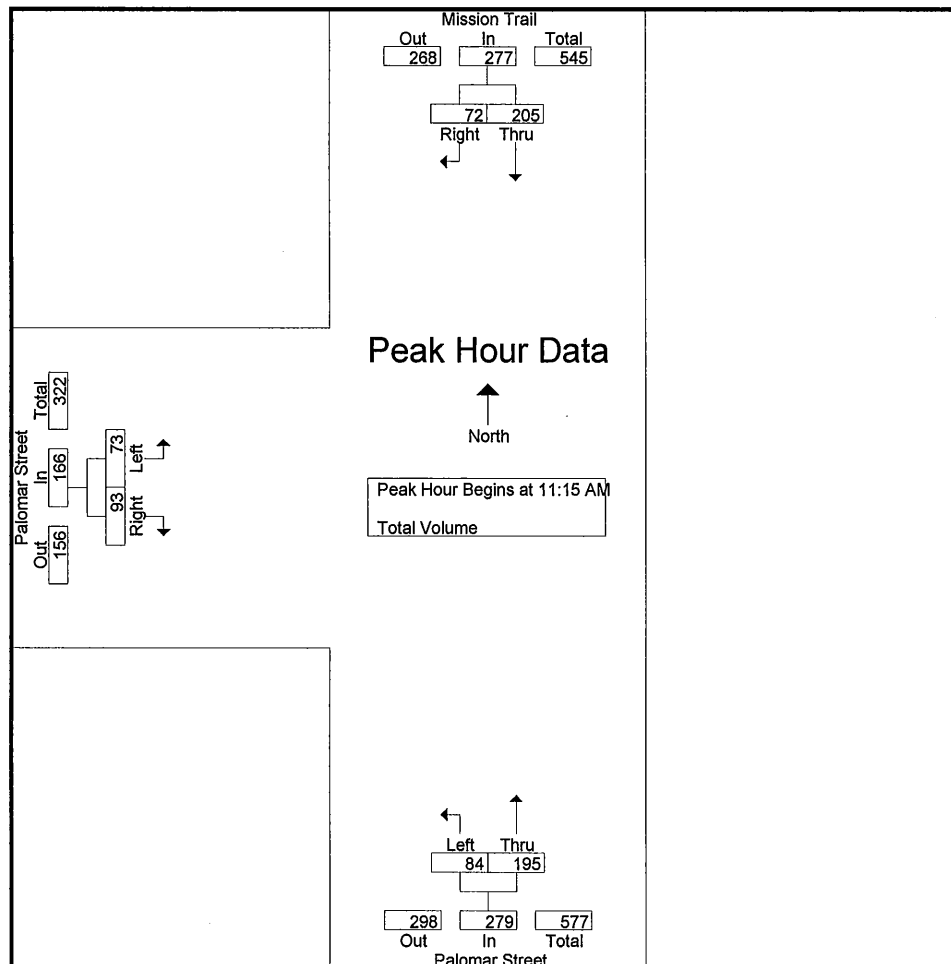 Mission Trail
Out In Total
268 277 545
72 205
Right Thru
Peak Hour Data
North
Peak Hour Begins at 11:15 AM
Total Volume
Palomar Street
Out In Total
156 166 322
93 73
Right Left
Left Thru
84 195
298 279 577
Out In Total
Palomar Street